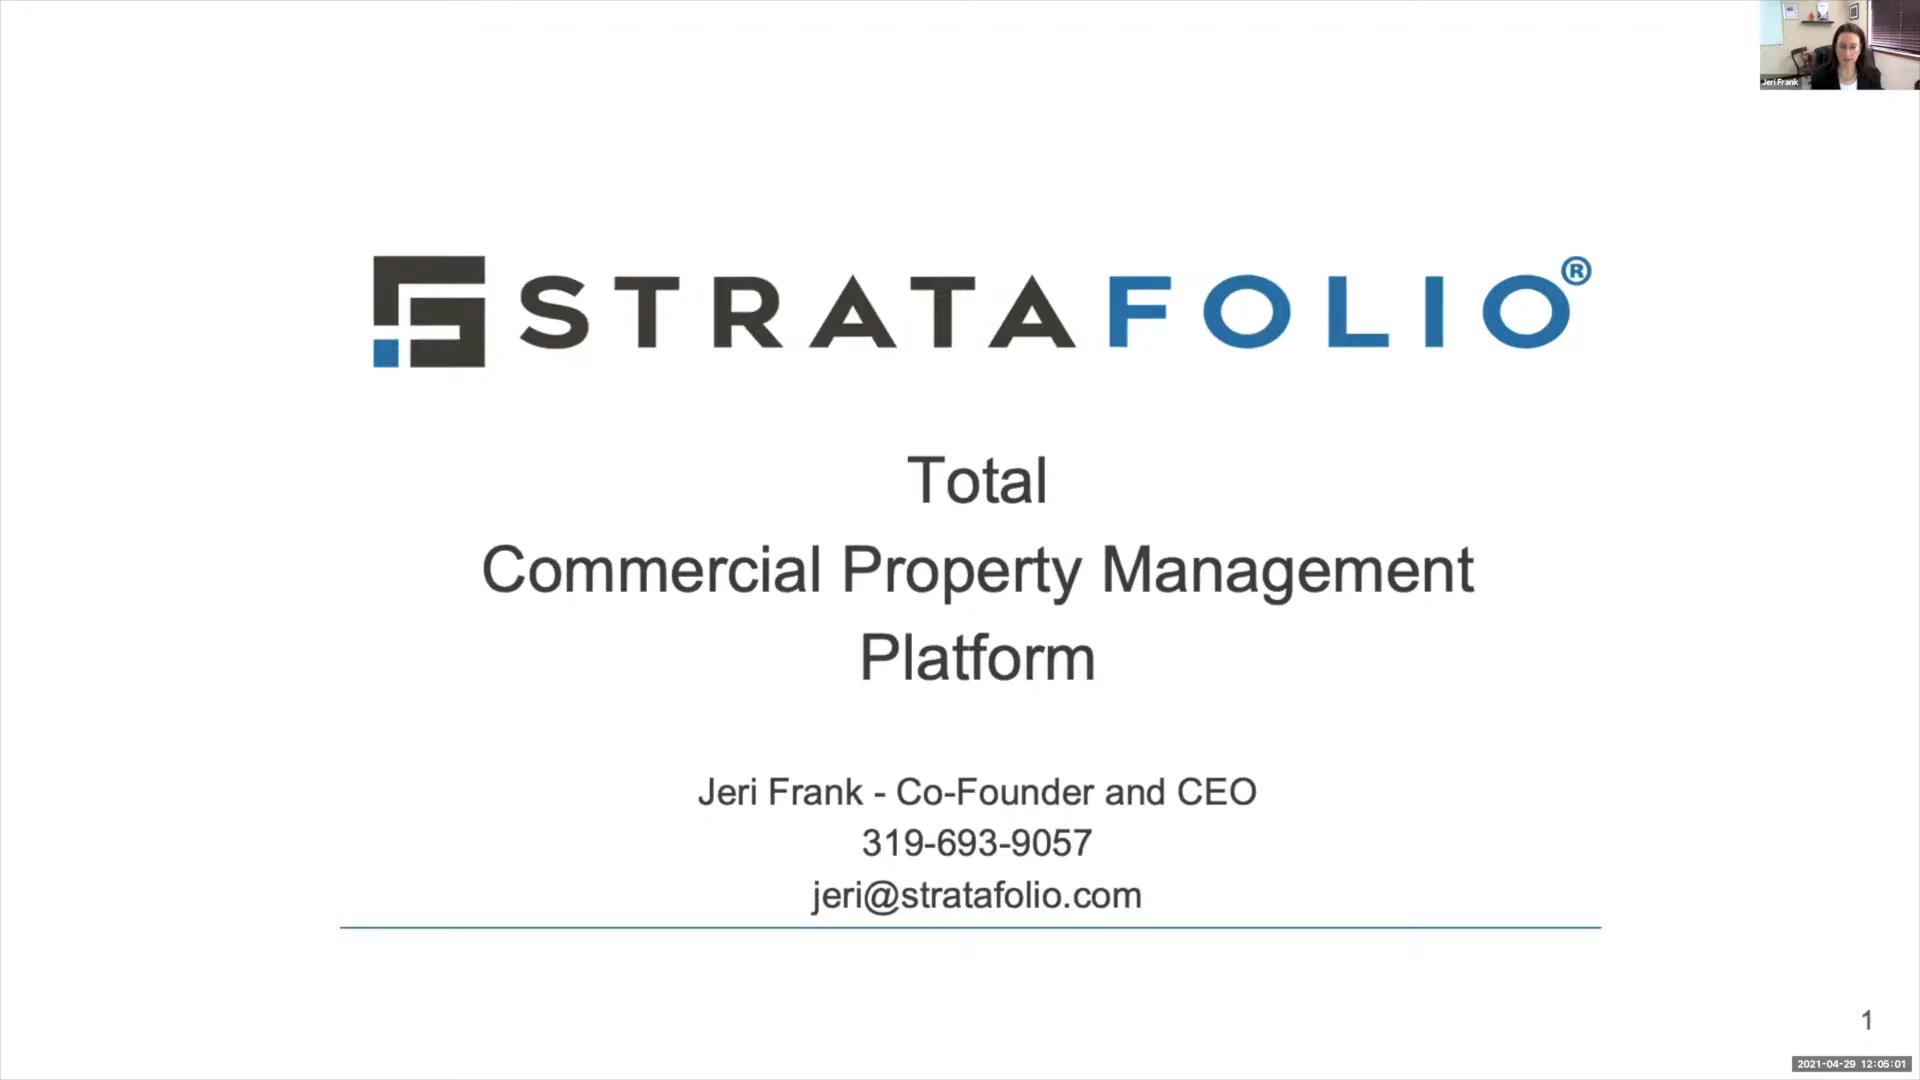 Jeri Frank
STRATAFOLIO®
Total
Commercial Property Management
Platform
Jeri Frank - Co-Founder and CEO
319-693-9057
jeri@stratafolio.com
1
2021-04-29 12:05:01